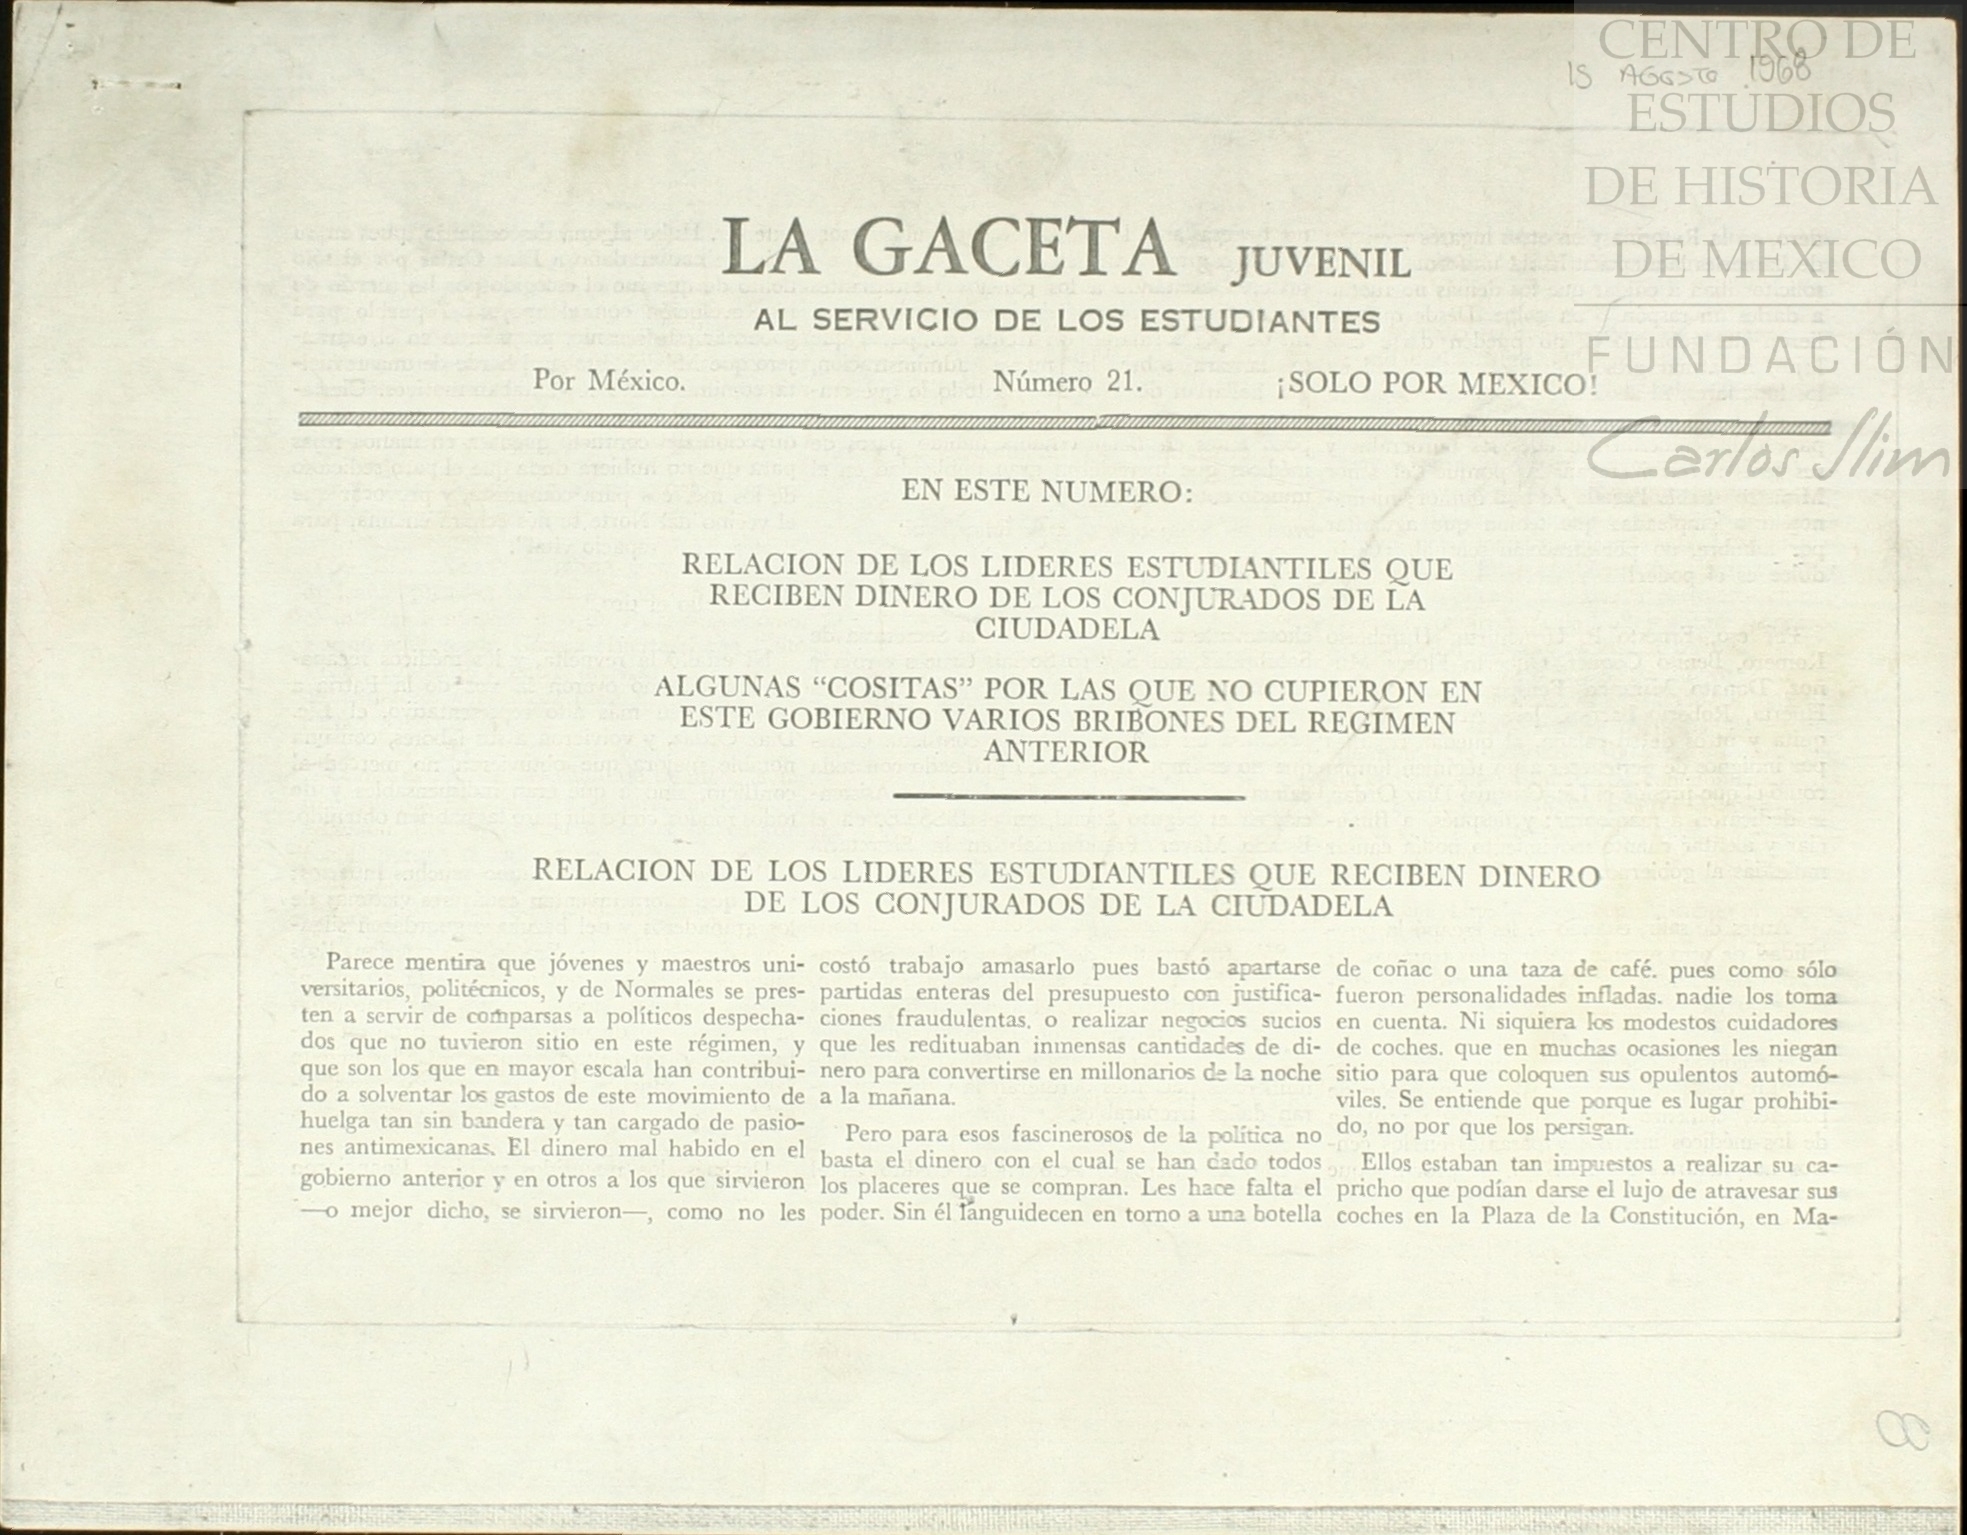 CENTRO DE
15 AGOSTO 1968
ESTUDIOS
DE HISTORIA
DE MEXICO
FUNDACIÓN
Carlos Slim
LA GACETA JUVENIL
AL SERVICIO DE LOS ESTUDIANTES
Por México. Número 21. ¡SOLO POR MEXICO!
EN ESTE NUMERO:
RELACION DE LOS LIDERES ESTUDIANTILES QUE
RECIBEN DINERO DE LOS CONJURADOS DE LA
CIUDADELA
ALGUNAS “COSITAS” POR LAS QUE NO CUPIERON EN
ESTE GOBIERNO VARIOS BRIBONES DEL REGIMEN
ANTERIOR
RELACION DE LOS LIDERES ESTUDIANTILES QUE RECIBEN DINERO
DE LOS CONJURADOS DE LA CIUDADELA
Parece mentira que jóvenes y maestros uni-
versitarios, politécnicos, y de Normales se pres-
ten a servir de comparsas a políticos despecha-
dos que no tuvieron sitio en este régimen, y
que son los que en mayor escala han contribui-
do a solventar los gastos de este movimiento de
huelga tan sin bandera y tan cargado de pasio-
nes antimexicanas. El dinero mal habido en el
gobierno anterior y en otros a los que sirvieron
—o mejor dicho, se sirvieron—, como no les
costó trabajo amasarlo pues bastó apartarse
partidas enteras del presupuesto con justifica-
ciones fraudulentas. o realizar negocios sucios
que les redituaban inmensas cantidades de di-
nero para convertirse en millonarios de la noche
a la mañana.
Pero para esos fascinerosos de la política no
basta el dinero con el cual se han dado todos
los placeres que se compran. Les hace falta el
poder. Sin él languidecen en torno a una botella
de coñac o una taza de café. pues como sólo
fueron personalidades infladas. nadie los toma
en cuenta. Ni siquiera los modestos cuidadores
de coches. que en muchas ocasiones les niegan
sitio para que coloquen sus opulentos automó-
viles. Se entiende que porque es lugar prohibi-
do, no por que los persigan.
Ellos estaban tan impuestos a realizar su ca-
pricho que podían darse el lujo de atravesar sus
coches en la Plaza de la Constitución, en Ma-
8